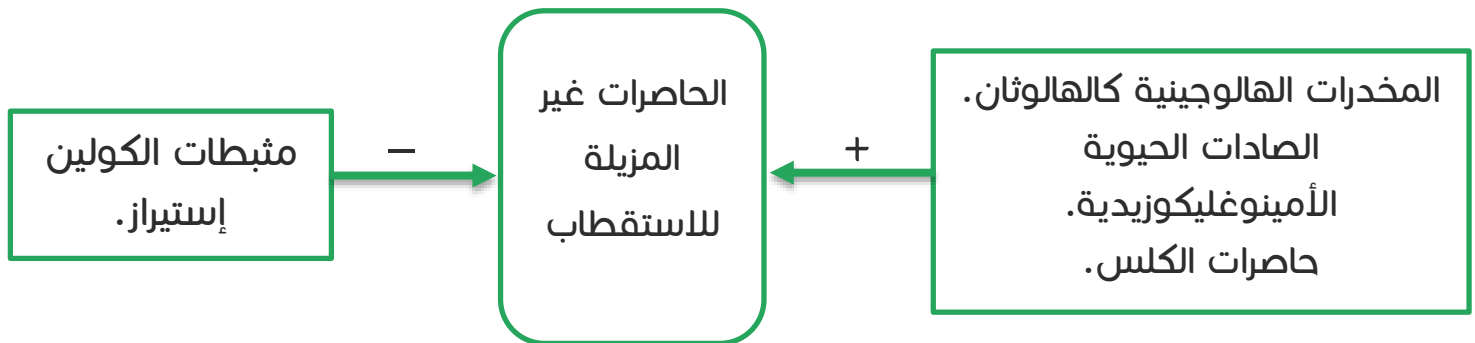 المخدرات الهالوجينية كالهالوثان.
الصادات الحيوية
الأمينوغليكوزيدية.
حاصرات الكلس.
+
الحاصرات غير
المزيلة
للاستقطاب
–
مثبطات الكولين
إستيراز.